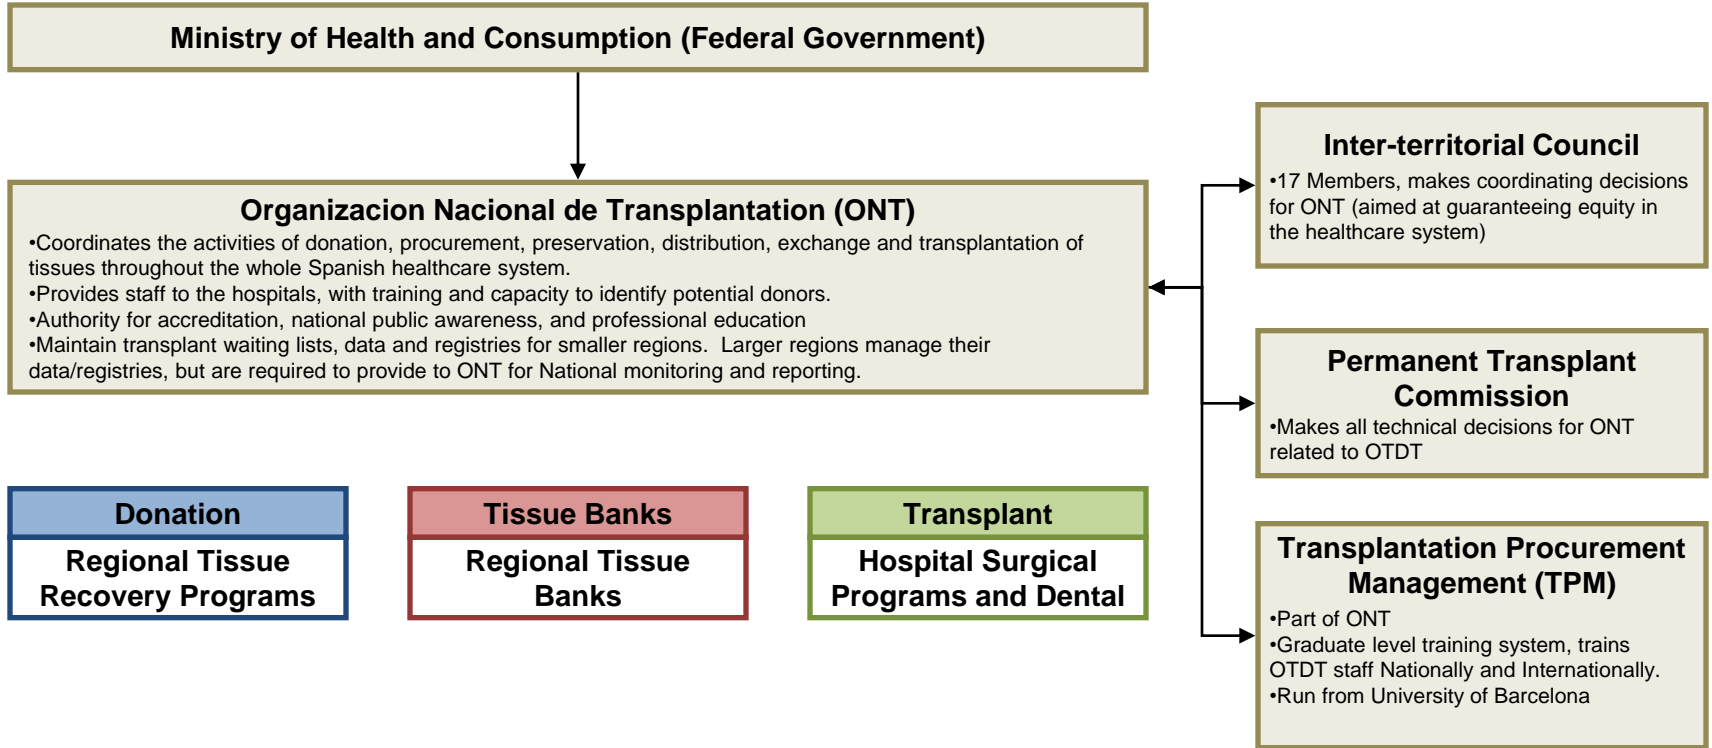 Ministry of Health and Consumption (Federal Government)
Organizacion Nacional de Transplantation (ONT)
•Coordinates the activities of donation, procurement, preservation, distribution, exchange and transplantation of
tissues throughout the whole Spanish healthcare system.
•Provides staff to the hospitals, with training and capacity to identify potential donors.
•Authority for accreditation, national public awareness, and professional education
•Maintain transplant waiting lists, data and registries for smaller regions.  Larger regions manage their
data/registries, but are required to provide to ONT for National monitoring and reporting.
Inter-territorial Council
•17 Members, makes coordinating decisions
for ONT (aimed at guaranteeing equity in
the healthcare system)
Permanent Transplant
Commission
•Makes all technical decisions for ONT
related to OTDT
Transplantation Procurement
Management (TPM)
•Part of ONT
•Graduate level training system, trains
OTDT staff Nationally and Internationally.
•Run from University of Barcelona
Donation
Regional Tissue
Recovery Programs
Tissue Banks
Regional Tissue
Banks
Transplant
Hospital Surgical
Programs and Dental